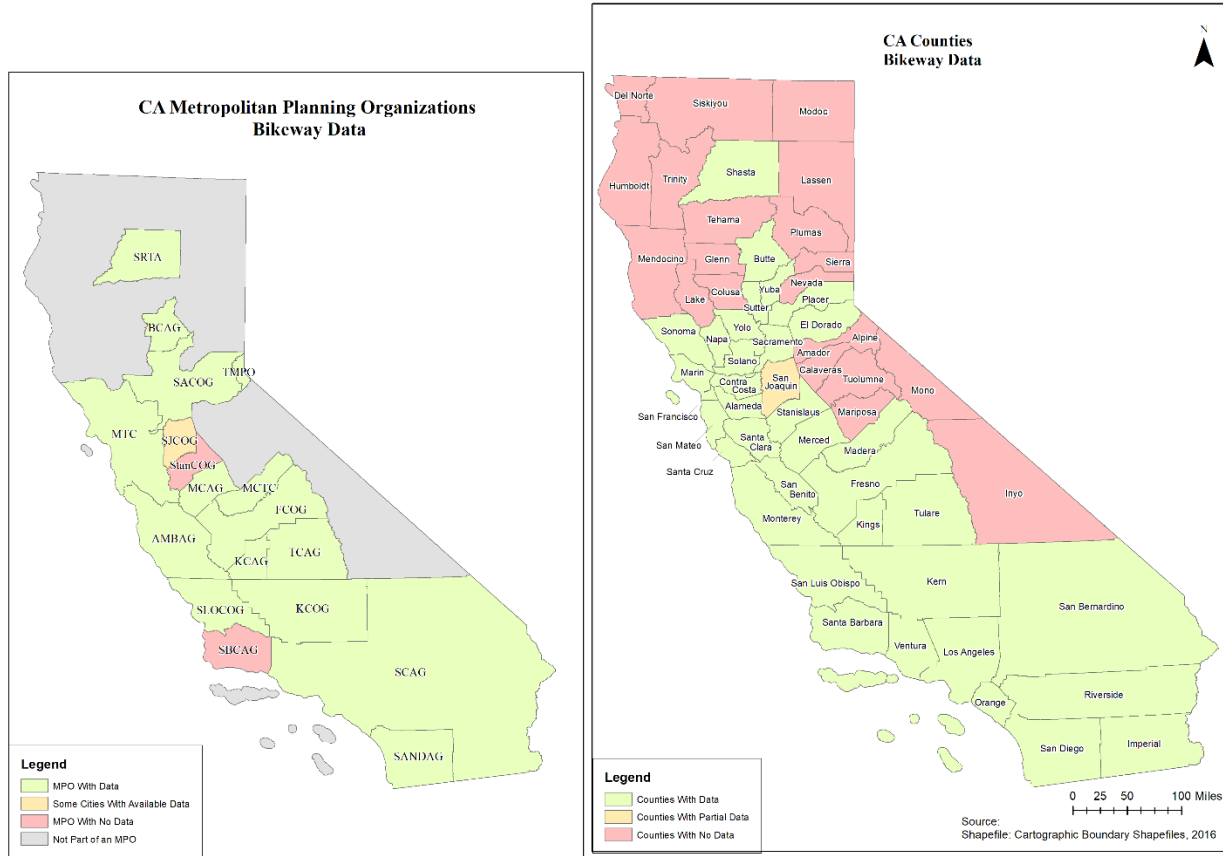 CA Metropolitan Planning Organizations
Bikeway Data
SRTA
BCAG
SACOG
TMPO
MTC
SJCOG
StanCOG
MCAG
MCTC
FCOG
AMBAG
KCAG
TCAG
SLOCOG
KCOG
SBCAG
SCAG
SANDAG
Legend
MPO With Data
Some Cities With Available Data
MPO With No Data
Not Part of an MPO
CA Counties
Bikeway Data
N
Del Norte
Siskiyou
Modoc
Humboldt
Trinity
Shasta
Lassen
Tehama
Plumas
Mendocino
Glenn
Butte
Sierra
Lake
Colusa
Yuba
Nevada
Sutter
Placer
Sonoma
Napa
Yolo
El Dorado
Sacramento
Alpine
Marin
Solano
Amador
Calaveras
Contra
Costa
San
Joaquin
Tuolumne
Mono
Alameda
Stanislaus
Mariposa
San Francisco
San Mateo
Santa
Clara
Merced
Madera
Santa Cruz
San
Benito
Fresno
Inyo
Monterey
Kings
Tulare
San Luis Obispo
Kern
San Bernardino
Santa Barbara
Ventura
Los Angeles
Orange
Riverside
San Diego
Imperial
Legend
Counties With Data
Counties With Partial Data
Counties With No Data
0 25 50 100 Miles
Source:
Shapefile: Cartographic Boundary Shapefiles, 2016